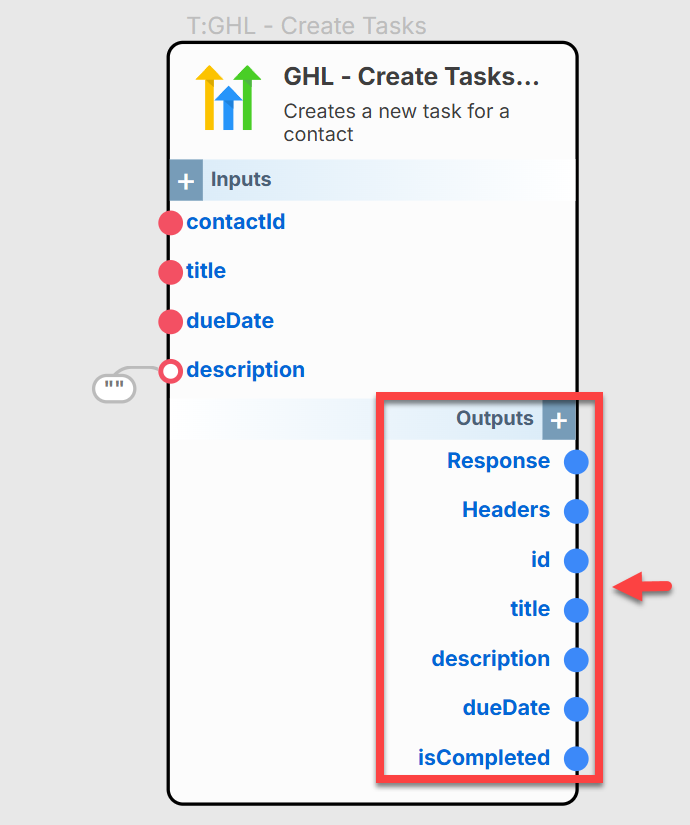 T:GHL - Create Tasks
GHL - Create Tasks...
Creates a new task for a
contact
+ Inputs
contactId
title
dueDate
""
description
Outputs +
Response
Headers
id
title
description
dueDate
isCompleted